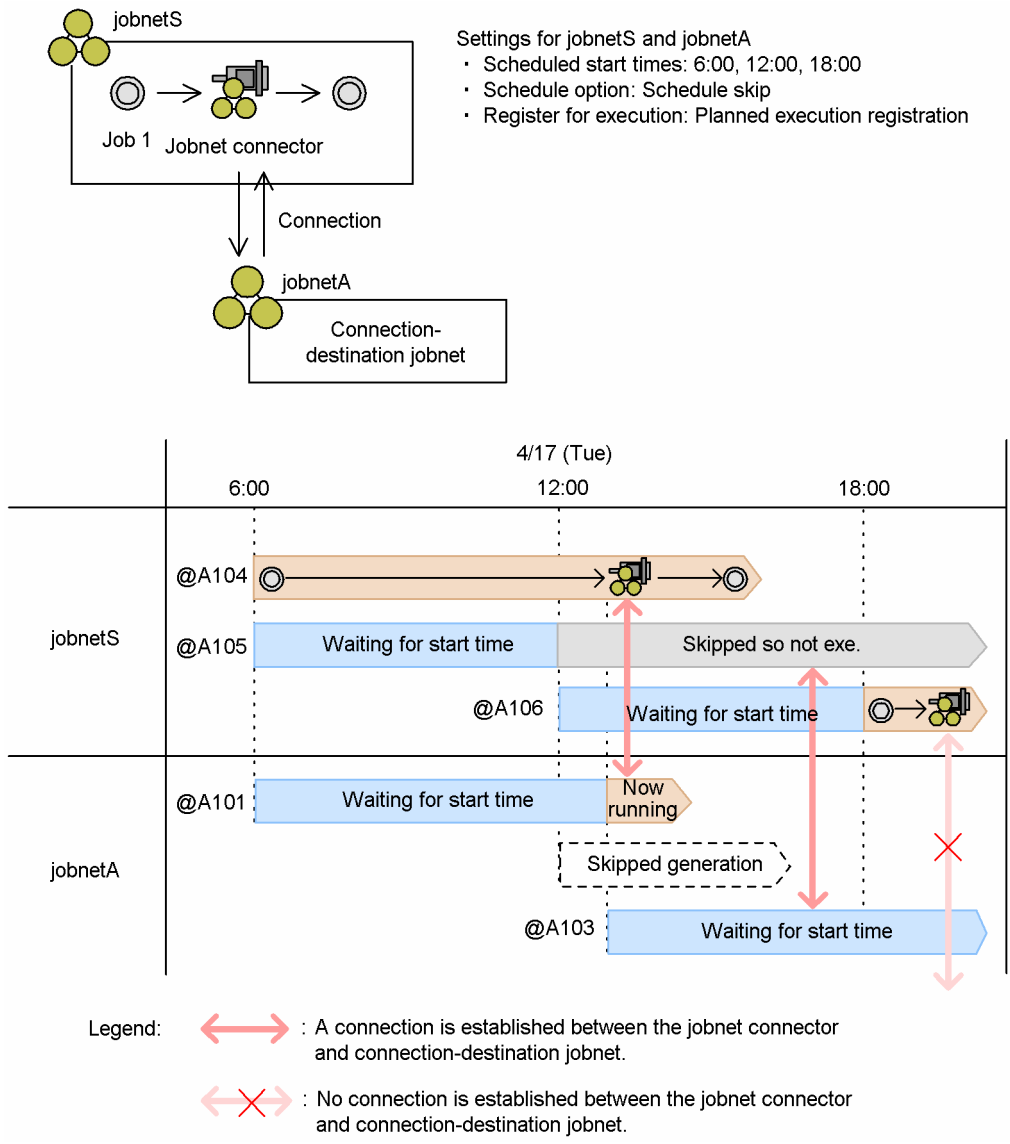 jobnetS
Settings for jobnetS and jobnetA
・ Scheduled start times: 6:00, 12:00, 18:00
・ Schedule option: Schedule skip
・ Register for execution: Planned execution registration
Job 1
Jobnet connector
Connection
jobnetA
Connection-
destination jobnet
4/17 (Tue)
6:00
12:00
18:00
jobnetS
@A104
@A105
Waiting for start time
Skipped so not exe.
@A106
Waiting for start time
jobnetA
@A101
Waiting for start time
Now
running
Skipped generation
@A103
Waiting for start time
Legend:
: A connection is established between the jobnet connector
and connection-destination jobnet.
: No connection is established between the jobnet connector
and connection-destination jobnet.